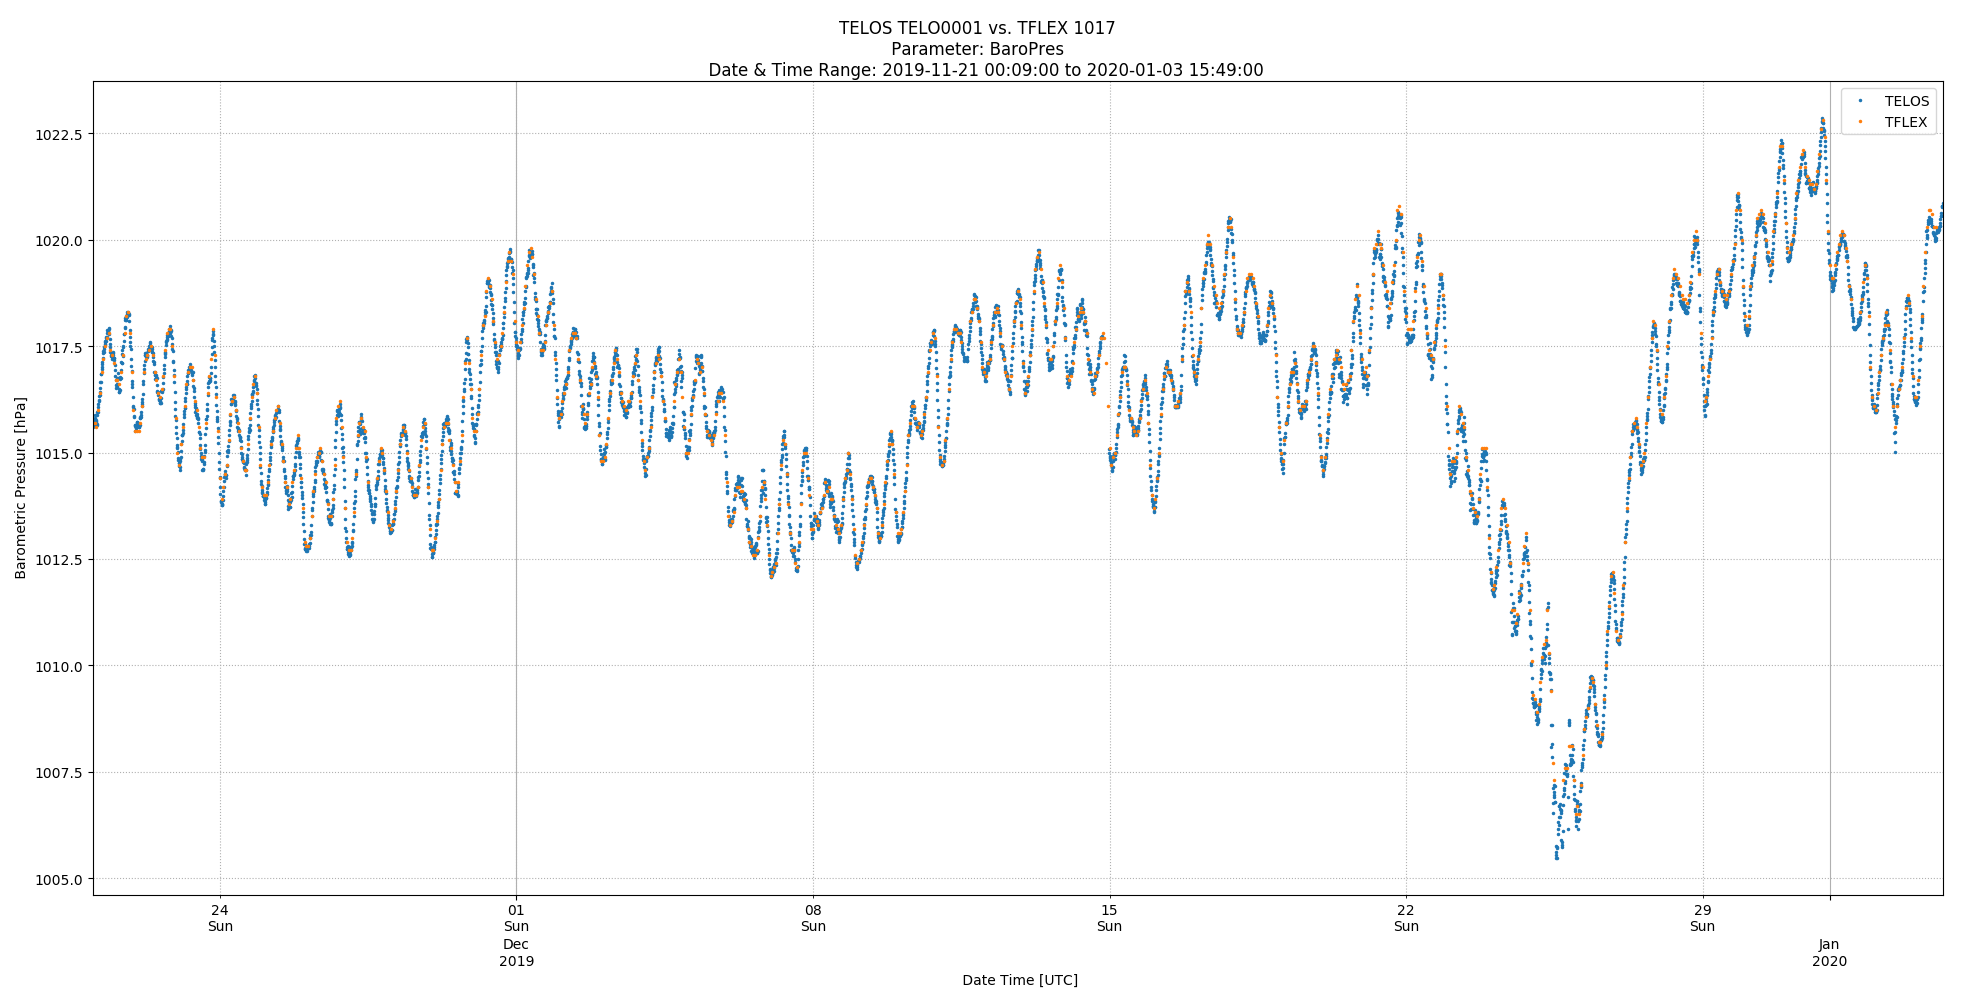 TELOS TELO0001 vs. TFLEX 1017
Parameter: BaroPres
Date & Time Range: 2019-11-21 00:09:00 to 2020-01-03 15:49:00
TELOS
TFLEX
1022.5
1020.0
1017.5
1015.0
1012.5
1010.0
1007.5
1005.0
Barometric Pressure [hPa]
24 01 08 15 22 29
Sun Sun Sun Sun Sun Sun
Dec Jan
2019 2020
Date Time [UTC]